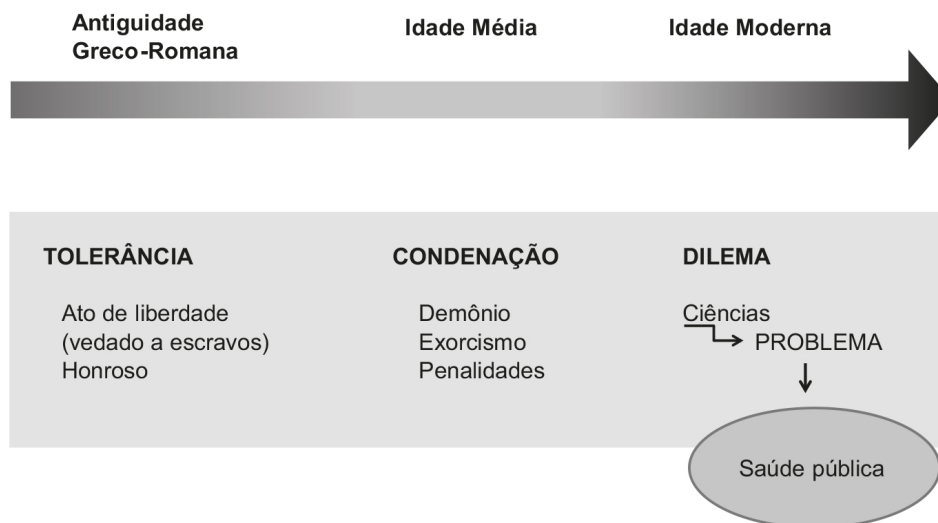 Antiguidade
Greco-Romana
Idade Média
Idade Moderna
TOLERÂNCIA
Ato de liberdade
(vedado a escravos)
Honroso
CONDENAÇÃO
Demônio
Exorcismo
Penalidades
DILEMA
Ciências
PROBLEMA
Saúde pública